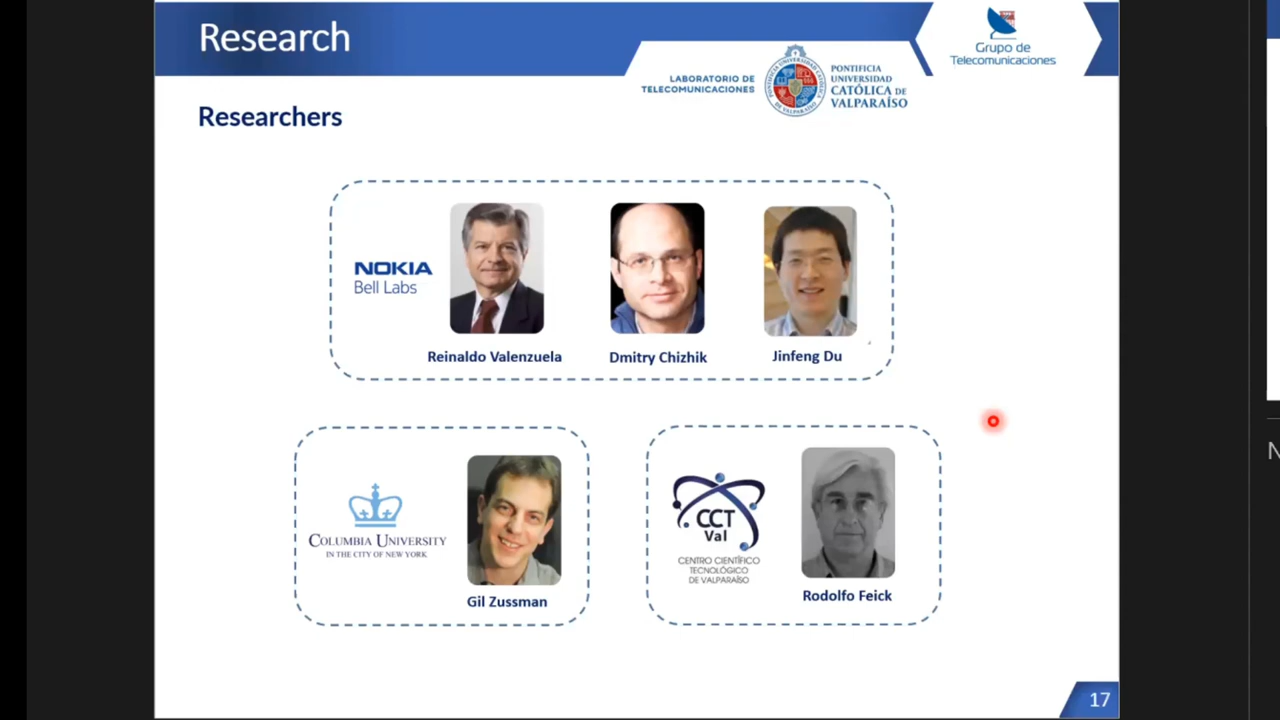 Research
Grupo de
Telecomunicaciones
LABORATORIO DE
TELECOMUNICACIONES
PONTIFICIA
UNIVERSIDAD
CATÓLICA DE
VALPARAÍSO
Researchers
NOKIA
Bell Labs
Reinaldo Valenzuela
Dmitry Chizhik
Jinfeng Du
COLUMBIA UNIVERSITY
IN THE CITY OF NEW YORK
Gil Zussman
CCT
Val
CENTRO CIENTÍFICO
TECNOLÓGICO
DE VALPARAÍSO
Rodolfo Feick
17
N